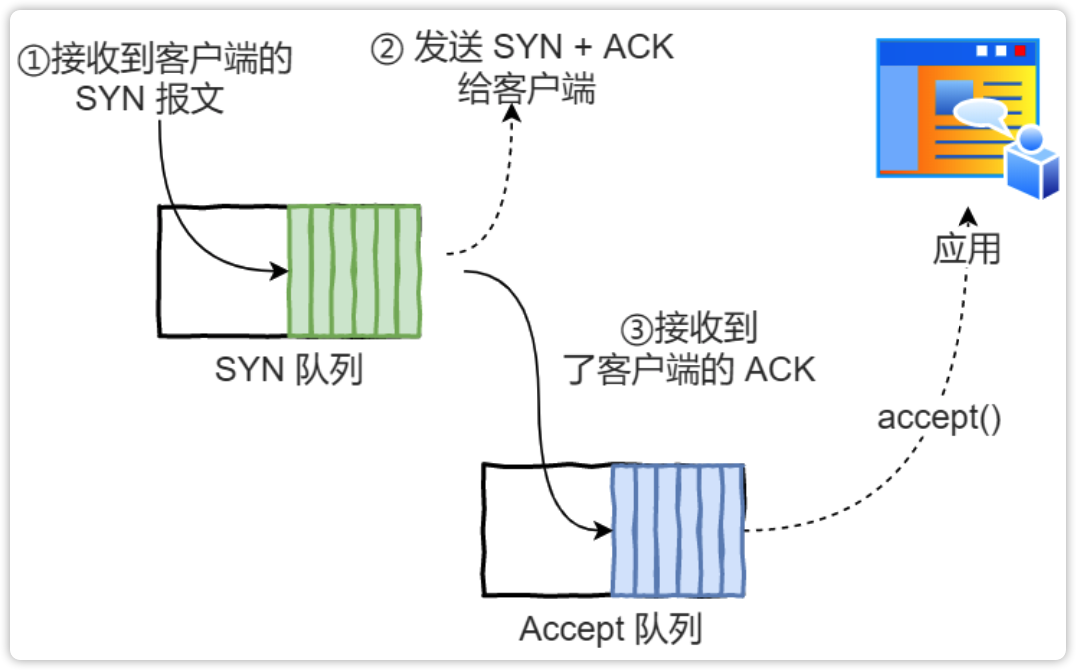 ①接收到客户端的
SYN 报文
② 发送 SYN + ACK
给客户端
应用
SYN 队列
③接收到
了客户端的 ACK
accept()
Accept 队列